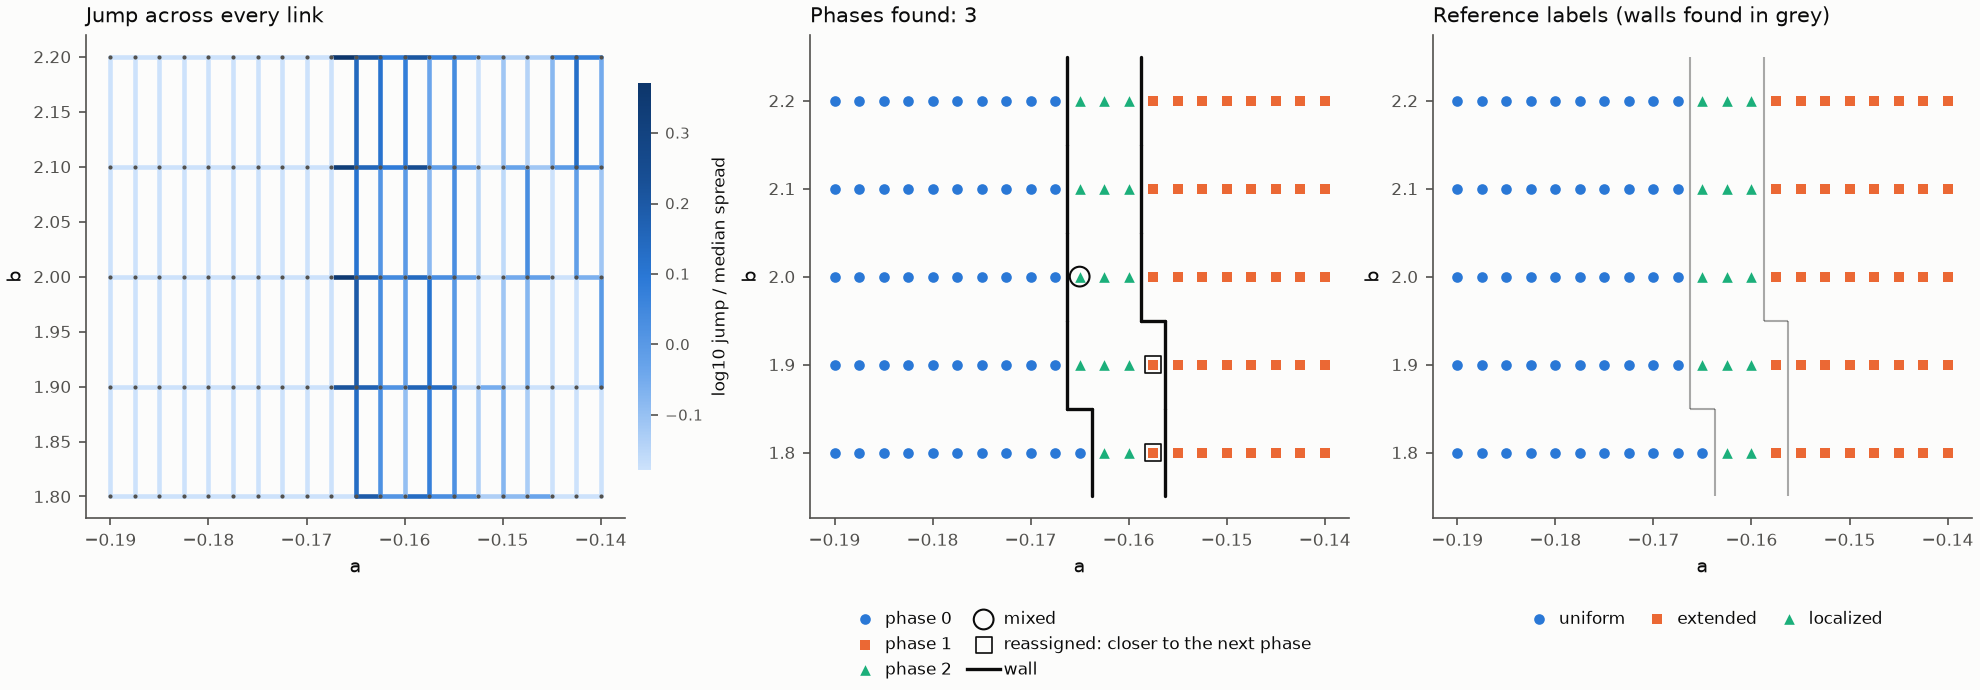 Jump across every link
2.20
2.15
2.10
2.05
2.00
1.95
1.90
1.85
1.80
b
−0.19
−0.18
−0.17
−0.16
−0.15
−0.14
a
0.3
0.2
0.1
0.0
−0.1
log10 jump / median spread
Phases found: 3
2.2
2.1
2.0
1.9
1.8
b
−0.19
−0.18
−0.17
−0.16
−0.15
−0.14
a
phase 0
phase 1
phase 2
mixed
reassigned: closer to the next phase
wall
Reference labels (walls found in grey)
2.2
2.1
2.0
1.9
1.8
b
−0.19
−0.18
−0.17
−0.16
−0.15
−0.14
a
uniform
extended
localized